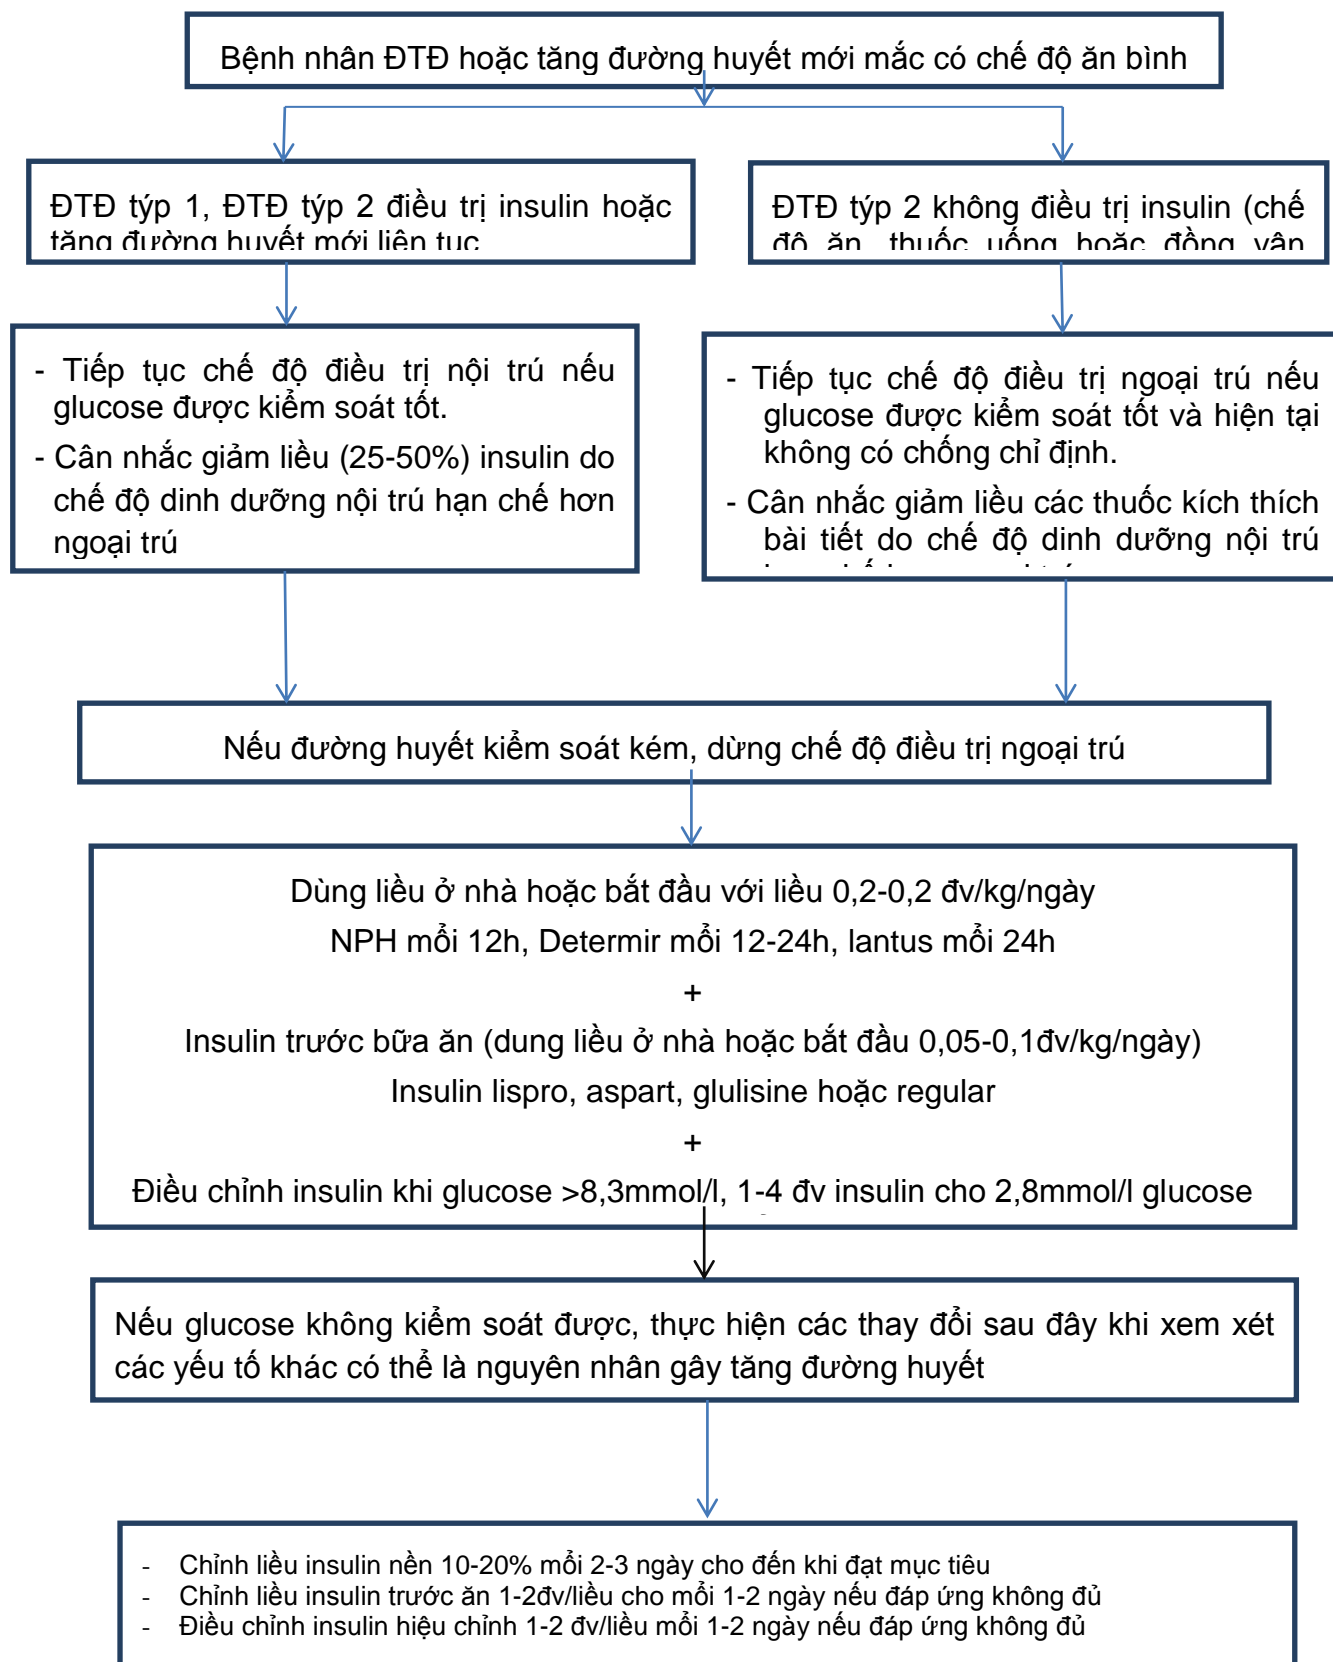 Bệnh nhân ĐTĐ hoặc tăng đường huyết mới mắc có chế độ ăn bình
ĐTĐ týp 1, ĐTĐ týp 2 điều trị insulin hoặc
tăng đường huyết mới liên tục
ĐTĐ týp 2 không điều trị insulin (chế
độ ăn, thuốc uống hoặc đồng vận
- Tiếp tục chế độ điều trị nội trú nếu
glucose được kiểm soát tốt.
- Cân nhắc giảm liều (25-50%) insulin do
chế độ dinh dưỡng nội trú hạn chế hơn
ngoại trú
- Tiếp tục chế độ điều trị ngoại trú nếu
glucose được kiểm soát tốt và hiện tại
không có chống chỉ định.
- Cân nhắc giảm liều các thuốc kích thích
bài tiết do chế độ dinh dưỡng nội trú
Nếu đường huyết kiểm soát kém, dừng chế độ điều trị ngoại trú
Dùng liều ở nhà hoặc bắt đầu với liều 0,2-0,2 đv/kg/ngày
NPH mỗi 12h, Determir mỗi 12-24h, lantus mỗi 24h
+
Insulin trước bữa ăn (dung liều ở nhà hoặc bắt đầu 0,05-0,1đv/kg/ngày)
Insulin lispro, aspart, glulisine hoặc regular
+
Điều chỉnh insulin khi glucose >8,3mmol/l, 1-4 đv insulin cho 2,8mmol/l glucose
Nếu glucose không kiểm soát được, thực hiện các thay đổi sau đây khi xem xét
các yếu tố khác có thể là nguyên nhân gây tăng đường huyết
- Chỉnh liều insulin nền 10-20% mỗi 2-3 ngày cho đến khi đạt mục tiêu
- Chỉnh liều insulin trước ăn 1-2đv/liều cho mỗi 1-2 ngày nếu đáp ứng không đủ
- Điều chỉnh insulin hiệu chỉnh 1-2 đv/liều mỗi 1-2 ngày nếu đáp ứng không đủ